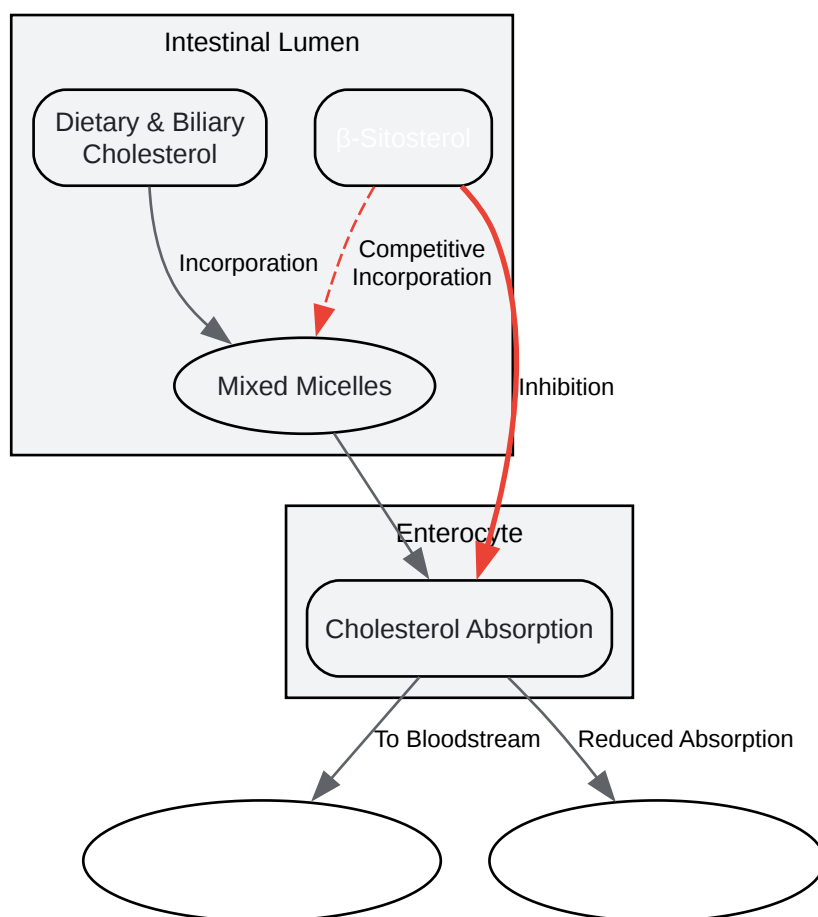 Intestinal Lumen
Dietary & Biliary
Cholesterol
β-Sitosterol
Incorporation
Competitive
Incorporation
Mixed Micelles
Inhibition
Enterocyte
Cholesterol Absorption
To Bloodstream
Reduced Absorption